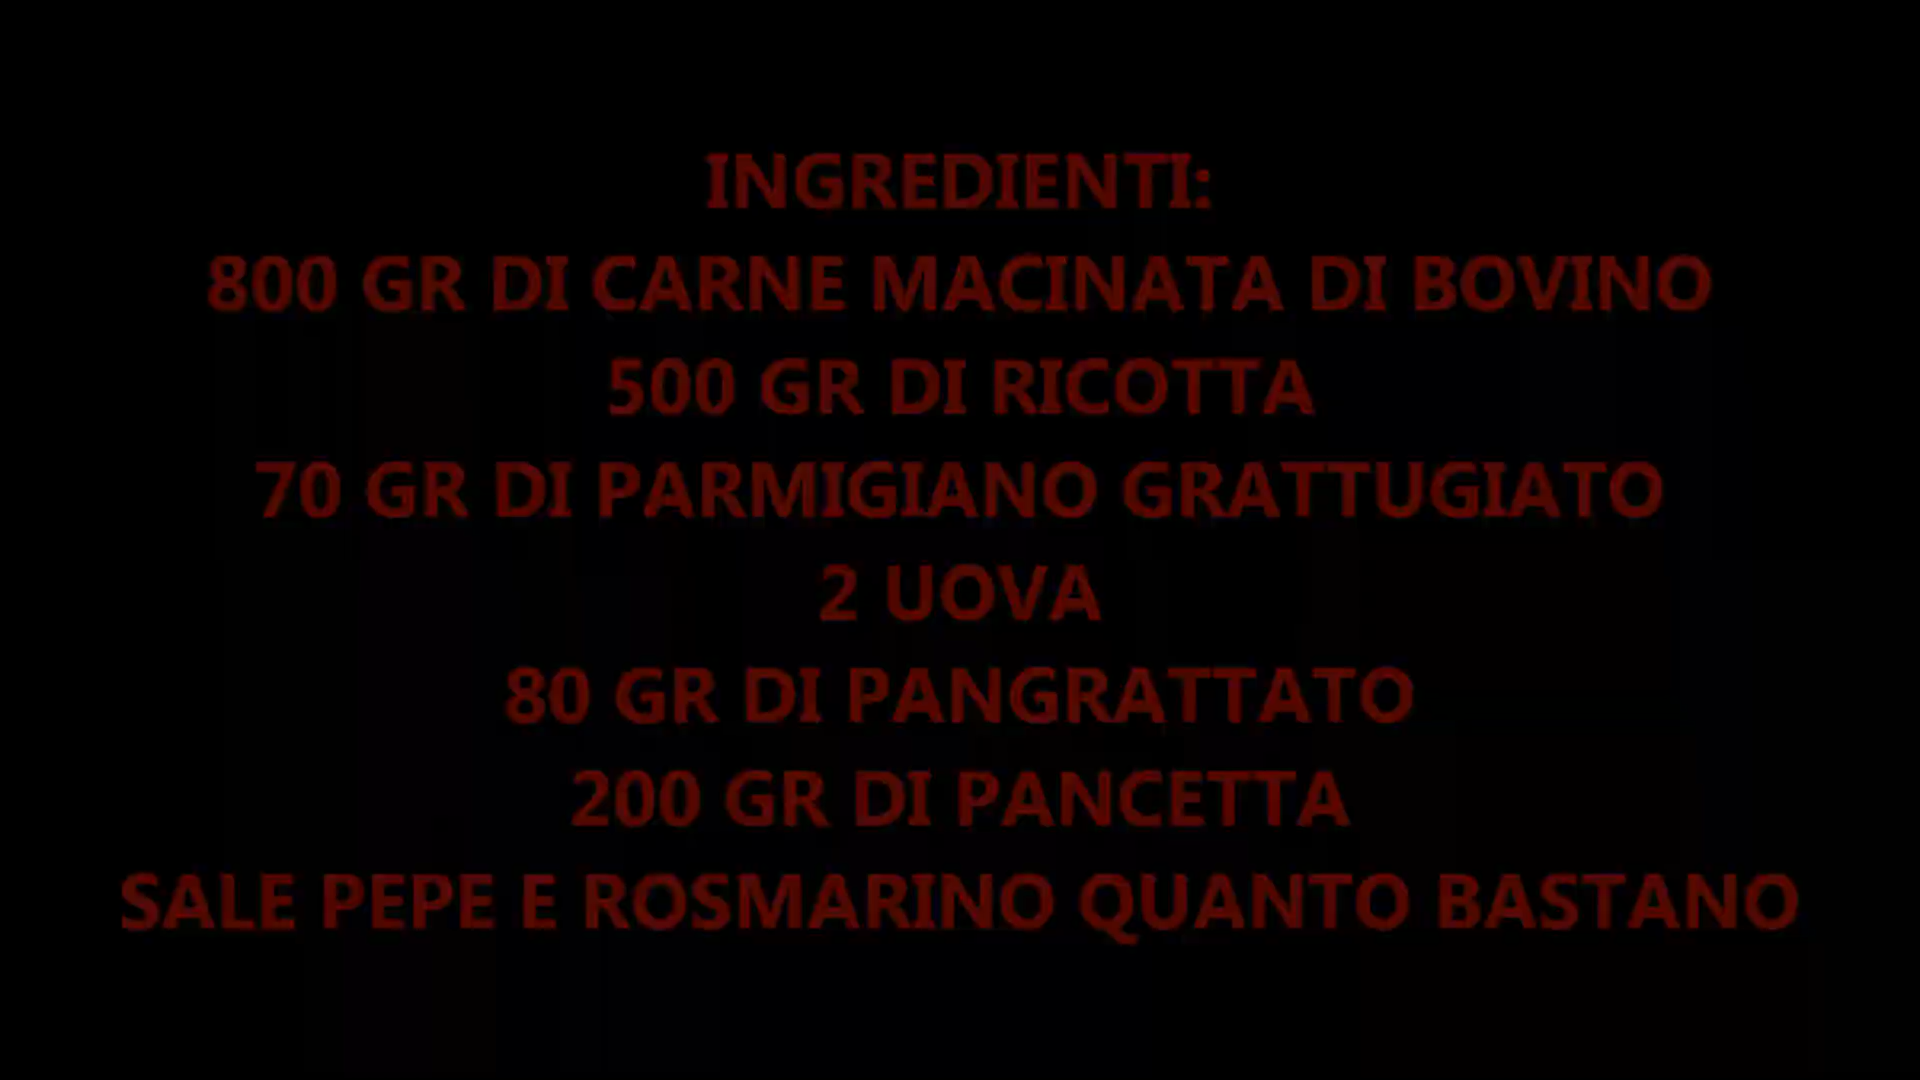 INGREDIENTI:
800 GR DI CARNE MACINATA DI BOVINO
500 GR DI RICOTTA
70 GR DI PARMIGIANO GRATTUGIATO
2 UOVA
80 GR DI PANGRATTATO
200 GR DI PANCETTA
SALE PEPE E ROSMARINO QUANTO BASTANO